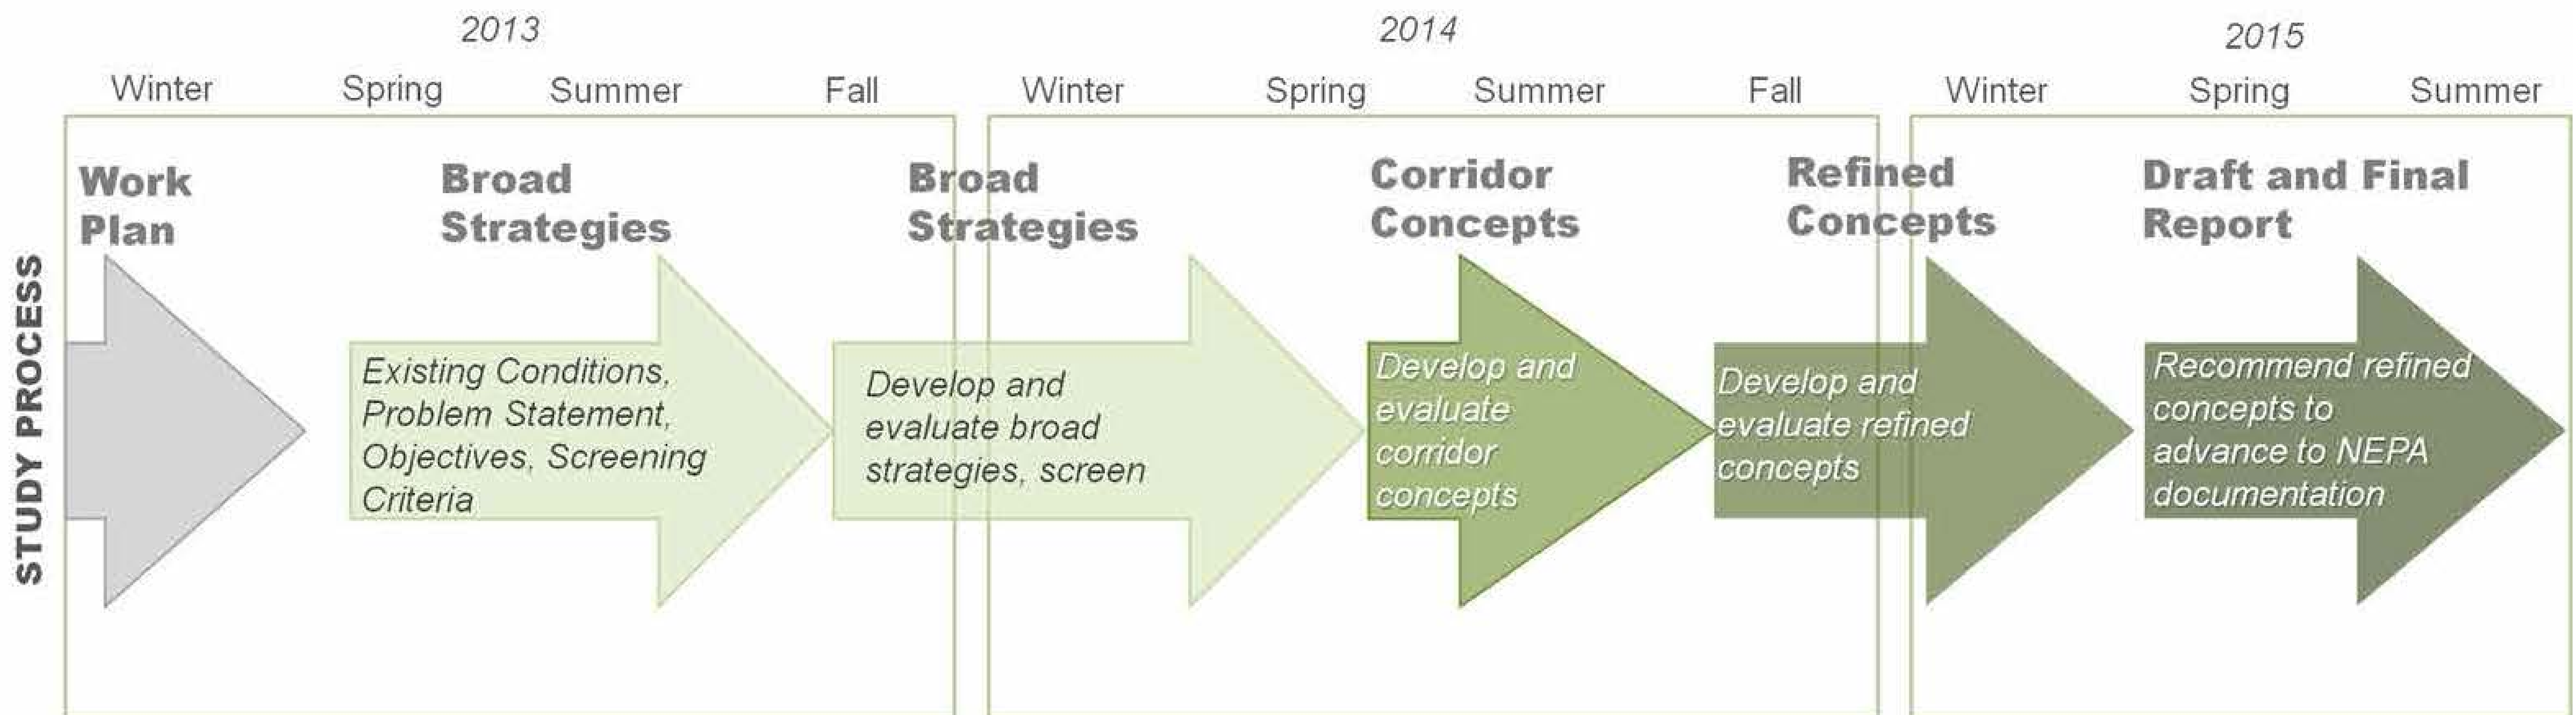 2013
2014
2015
Winter
Spring
Summer
Fall
Winter
Spring
Summer
Fall
Winter
Spring
Summer
STUDY PROCESS
Work
Plan
Broad
Strategies
Existing Conditions,
Problem Statement,
Objectives, Screening
Criteria
Broad
Strategies
Develop and
evaluate broad
strategies, screen
Corridor
Concepts
Develop and
evaluate
corridor
concepts
Refined
Concepts
Develop and
evaluate refined
concepts
Draft and Final
Report
Recommend refined
concepts to
advance to NEPA
documentation